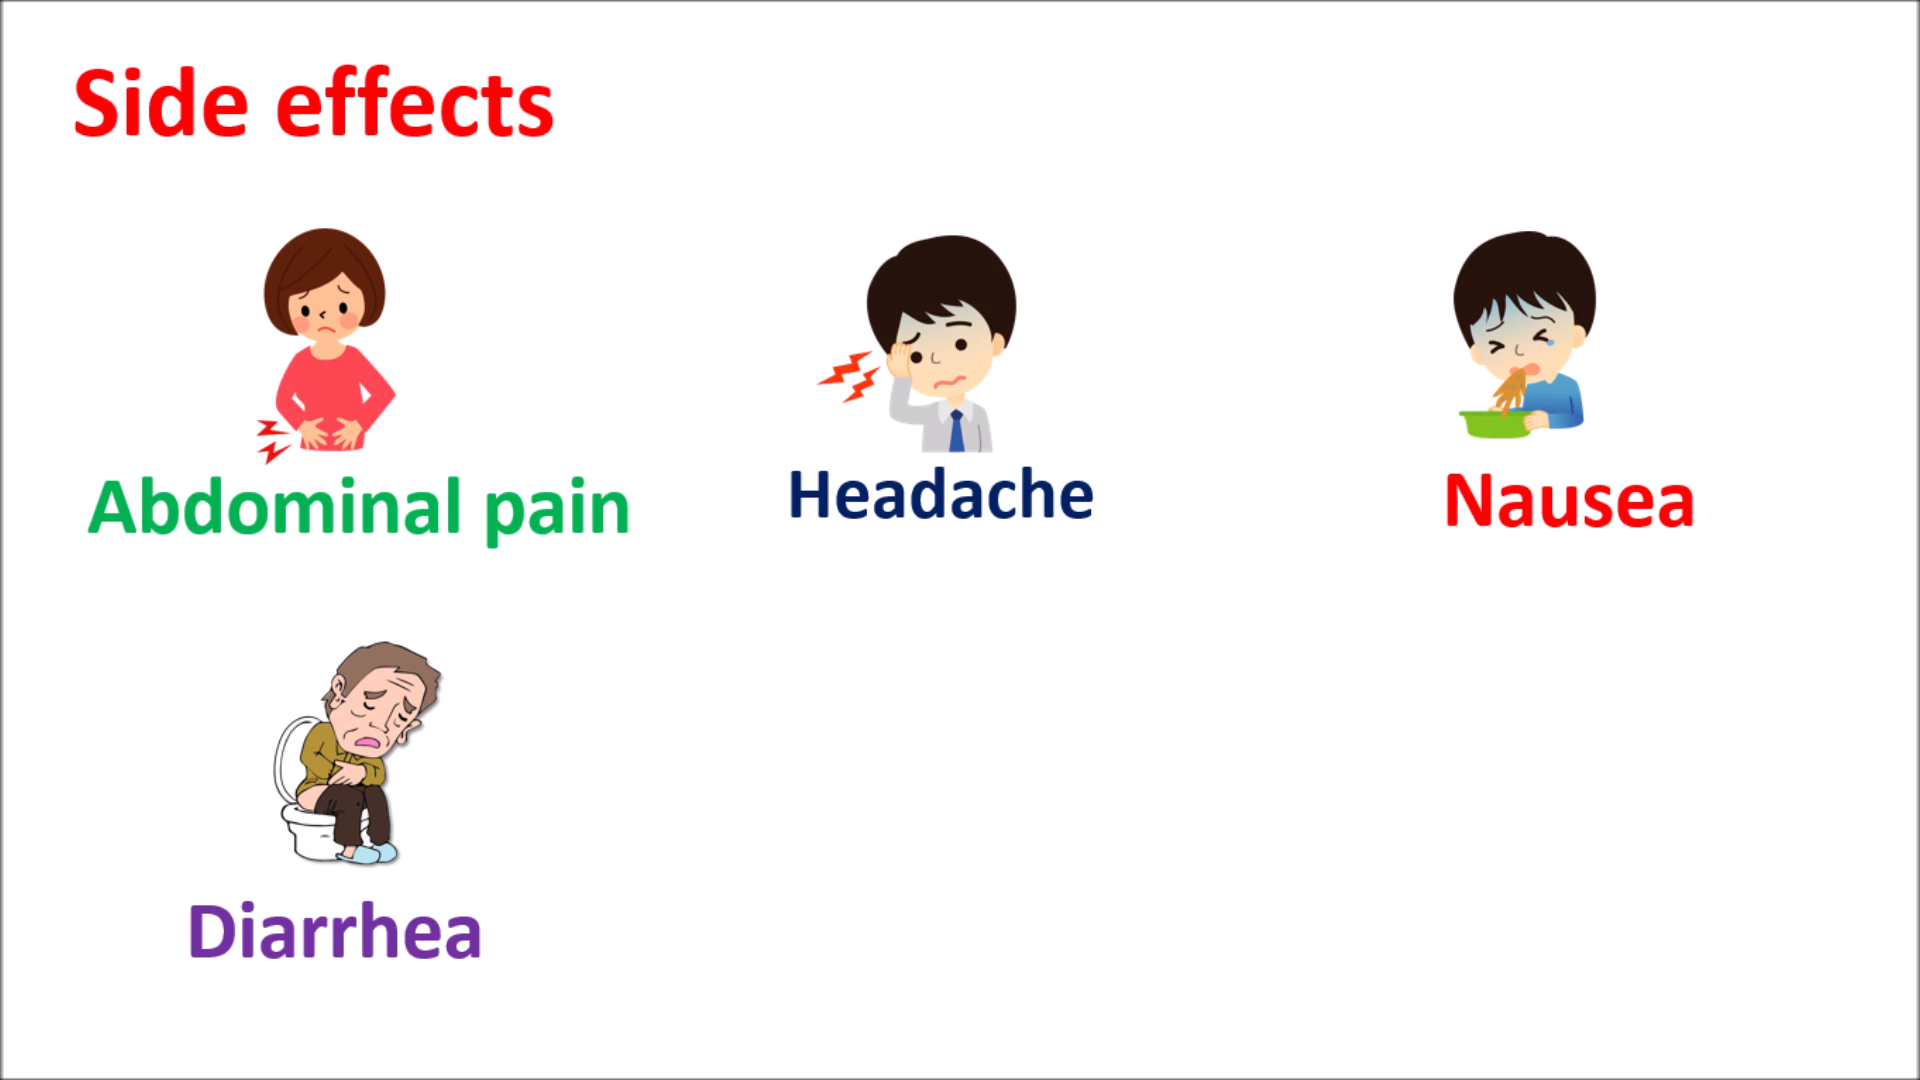 Side effects
Abdominal pain
Headache
Nausea
Diarrhea